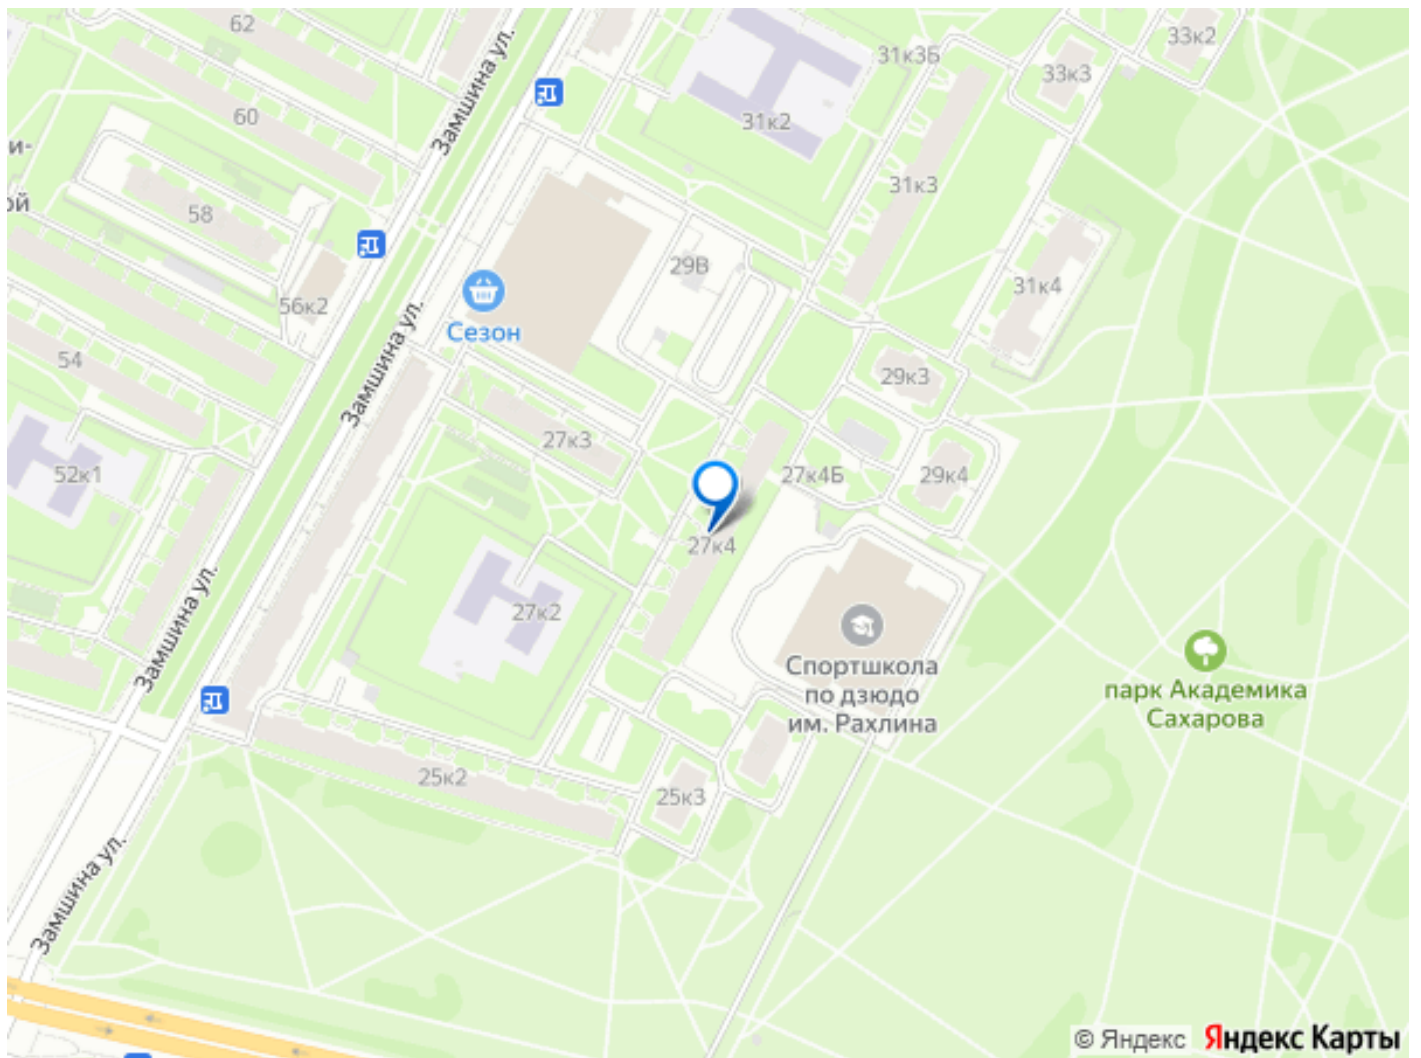 62
Замшина ул.
31к3Б
33к2
33к3
60
31к2
и-
ой
58
31к3
29В
31к4
56к2
Сезон
Замшина ул.
54
29к3
27к3
52к1
27к4Б
29к4
27к4
27к2
Замшина ул.
Спортшкола
по дзюдо
им. Рахлина
парк Академика
Сахарова
25к2
25к3
Замшина ул.
© Яндекс Яндекс Карты